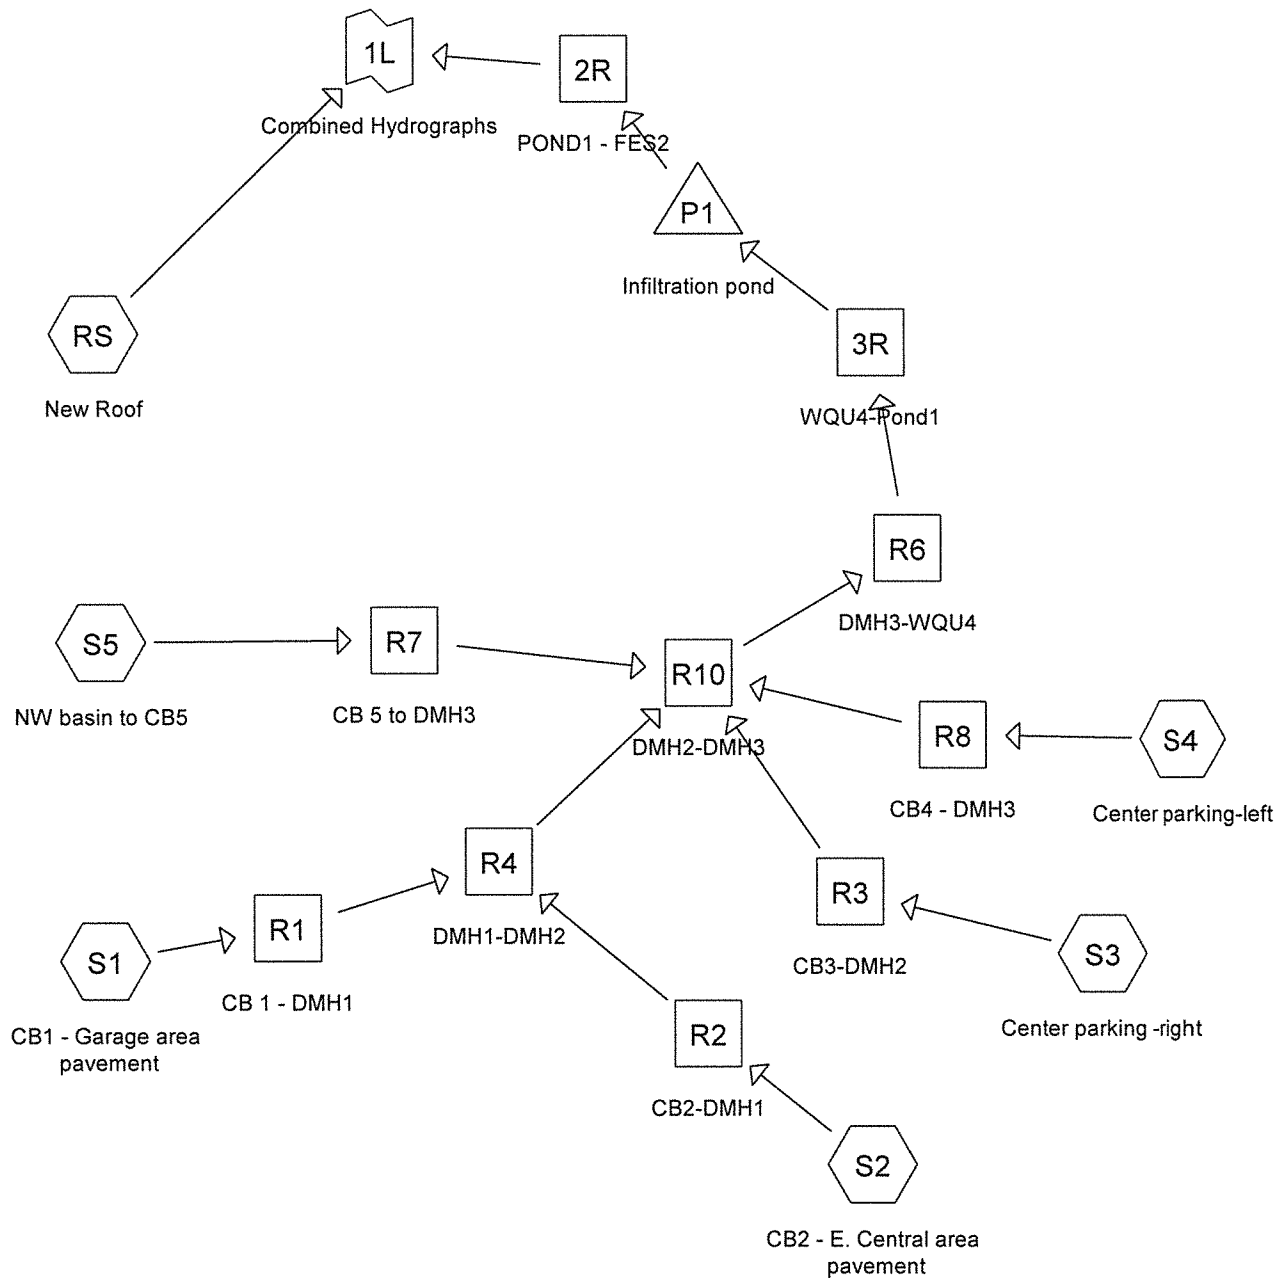 1L
Combined Hydrographs
2R
POND1 - FES2
P1
Infiltration pond
RS
New Roof
3R
WQU4-Pond1
R6
DMH3-WQU4
S5
NW basin to CB5
R7
CB 5 to DMH3
R10
DMH2-DMH3
R8
CB4 - DMH3
S4
Center parking-left
R4
DMH1-DMH2
R3
CB3-DMH2
S1
CB1 - Garage area
pavement
R1
CB 1 - DMH1
S3
Center parking -right
R2
CB2-DMH1
S2
CB2 - E. Central area
pavement